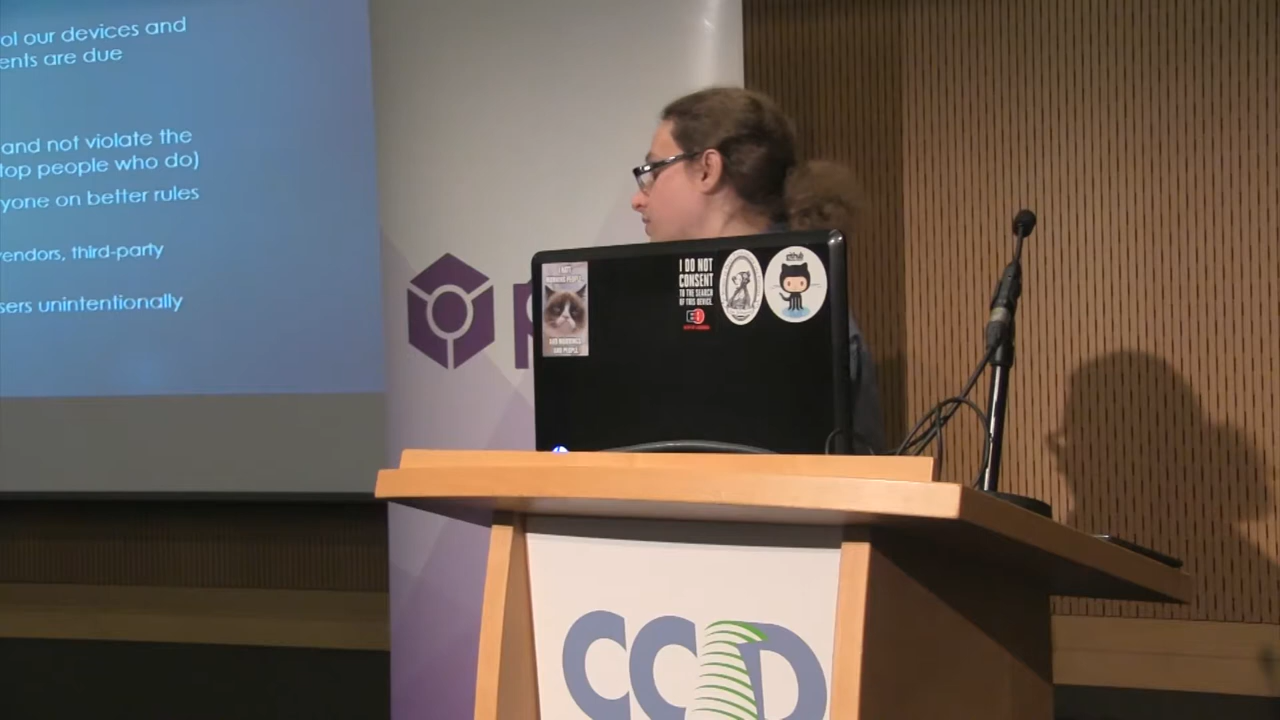 ol our devices and
ents are due
and not violate the
top people who do)
yone on better rules
vendors, third-party
sers unintentionally
p
I DO NOT
CONSENT
TO THE SEARCH
OF THIS DEVICE
github
CCD